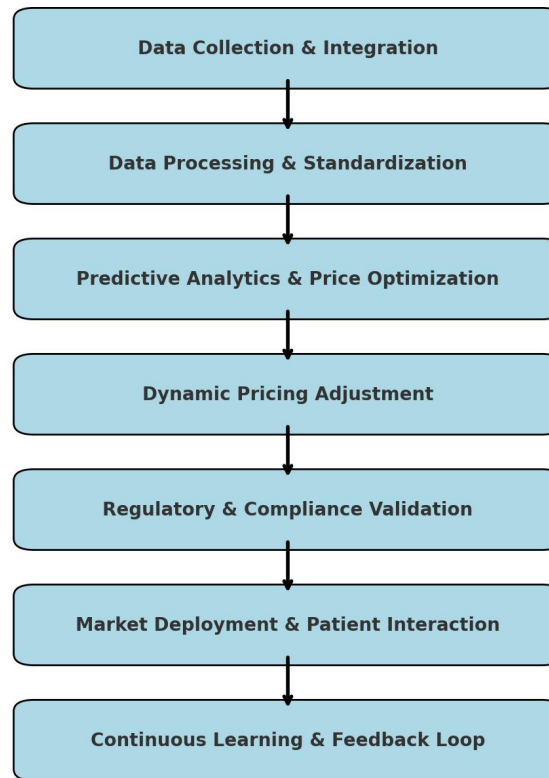 Data Collection & Integration
Data Processing & Standardization
Predictive Analytics & Price Optimization
Dynamic Pricing Adjustment
Regulatory & Compliance Validation
Market Deployment & Patient Interaction
Continuous Learning & Feedback Loop